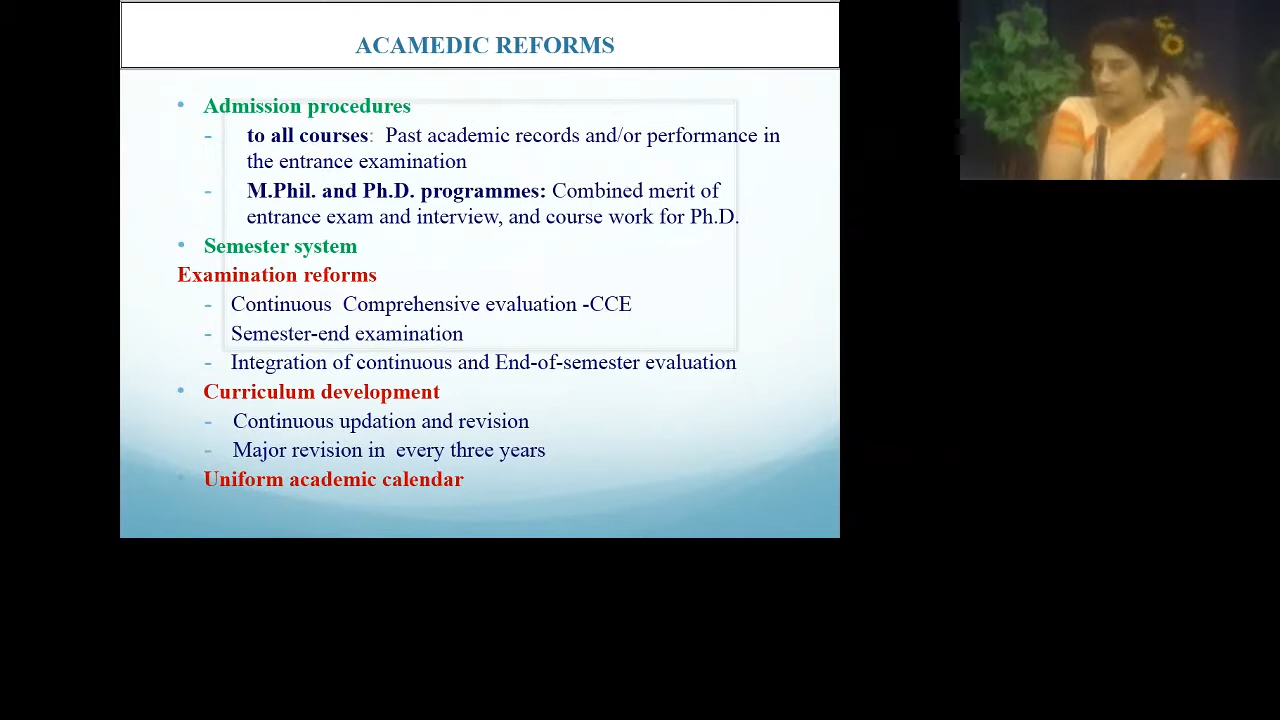 ACAMEDIC REFORMS
• Admission procedures
- to all courses: Past academic records and/or performance in
the entrance examination
- M.Phil. and Ph.D. programmes: Combined merit of
entrance exam and interview, and course work for Ph.D.
• Semester system
Examination reforms
- Continuous Comprehensive evaluation -CCE
- Semester-end examination
- Integration of continuous and End-of-semester evaluation
• Curriculum development
- Continuous updation and revision
- Major revision in every three years
• Uniform academic calendar